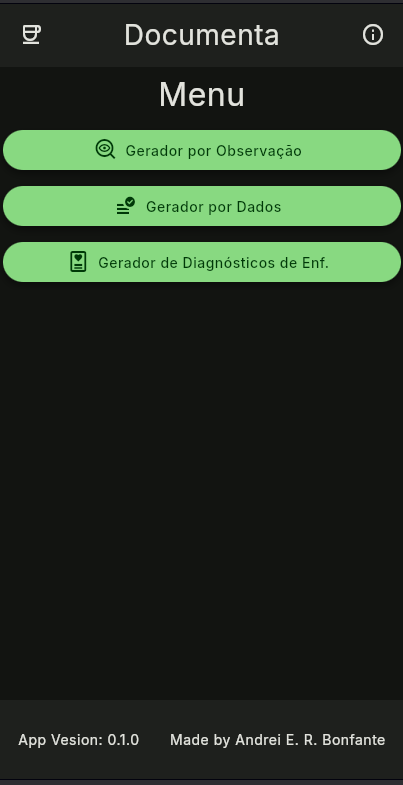 Documenta
Menu
Gerador por Observação
Gerador por Dados
Gerador de Diagnósticos de Enf.
App Vesion: 0.1.0 Made by Andrei E. R. Bonfante